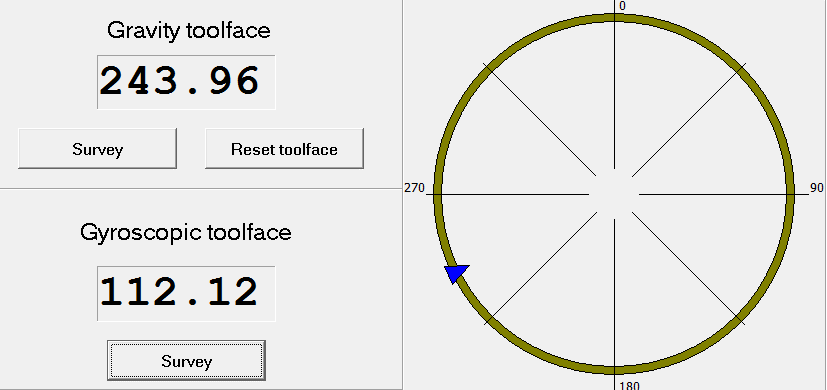 Gravity toolface
243.96
Survey
Reset toolface
Gyroscopic toolface
112.12
Survey
0
90
180
270